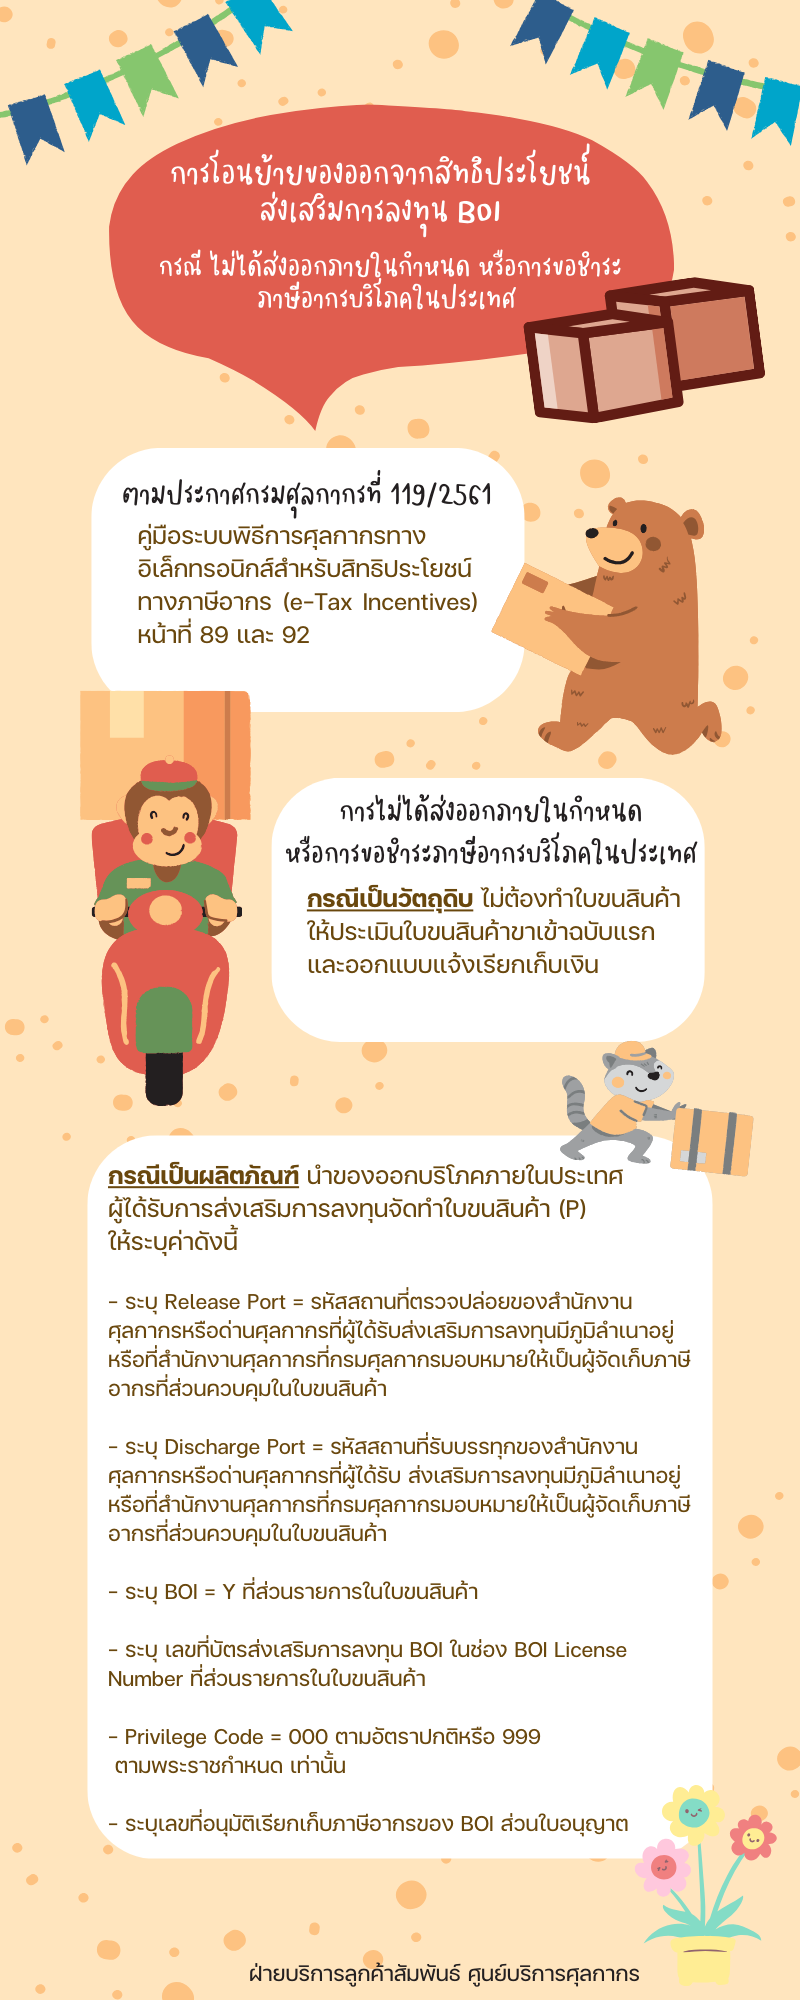 การโอนย้ายของออกจากสิทธิประโยชน์
ส่งเสริมการลงทุน BOI
กรณี ไม่ได้ส่งออกภายในกำหนด หรือการขอชำระ
ภาษีอากรบริโภคในประเทศ
ตามประกาศกรมศุลกากรที่ 119/2561
คู่มือระบบพิธีการศุลกากรทาง
อิเล็กทรอนิกส์สำหรับสิทธิประโยชน์
ทางภาษีอากร (e-Tax Incentives)
หน้าที่ 89 และ 92
การไม่ได้ส่งออกภายในกำหนด
หรือการขอชำระภาษีอากรบริโภคในประเทศ
กรณีเป็นวัตถุดิบ ไม่ต้องทำใบขนสินค้า
ให้ประเมินใบขนสินค้าขาเข้าฉบับแรก
และออกแบบแจ้งเรียกเก็บเงิน
กรณีเป็นผลิตภัณฑ์ นำของออกบริโภคภายในประเทศ
ผู้ได้รับการส่งเสริมการลงทุนจัดทำใบขนสินค้า (P)
ให้ระบุค่าดังนี้
- ระบุ Release Port = รหัสสถานที่ตรวจปล่อยของสำนักงาน
ศุลกากรหรือด่านศุลกากรที่ผู้ได้รับส่งเสริมการลงทุนมีภูมิลำเนาอยู่
หรือที่สำนักงานศุลกากรที่กรมศุลกากรมอบหมายให้เป็นผู้จัดเก็บภาษี
อากรที่ส่วนควบคุมในใบขนสินค้า
- ระบุ Discharge Port = รหัสสถานที่รับบรรทุกของสำนักงาน
ศุลกากรหรือด่านศุลกากรที่ผู้ได้รับ ส่งเสริมการลงทุนมีภูมิลำเนาอยู่
หรือที่สำนักงานศุลกากรที่กรมศุลกากรมอบหมายให้เป็นผู้จัดเก็บภาษี
อากรที่ส่วนควบคุมในใบขนสินค้า
- ระบุ BOI = Y ที่ส่วนรายการในใบขนสินค้า
- ระบุ เลขที่บัตรส่งเสริมการลงทุน BOI ในช่อง BOI License
Number ที่ส่วนรายการในใบขนสินค้า
- Privilege Code = 000 ตามอัตราปกติหรือ 999
ตามพระราชกำหนด เท่านั้น
- ระบุเลขที่อนุมัติเรียกเก็บภาษีอากรของ BOI ส่วนใบอนุญาต
ฝ่ายบริการลูกค้าสัมพันธ์ ศูนย์บริการศุลกากร